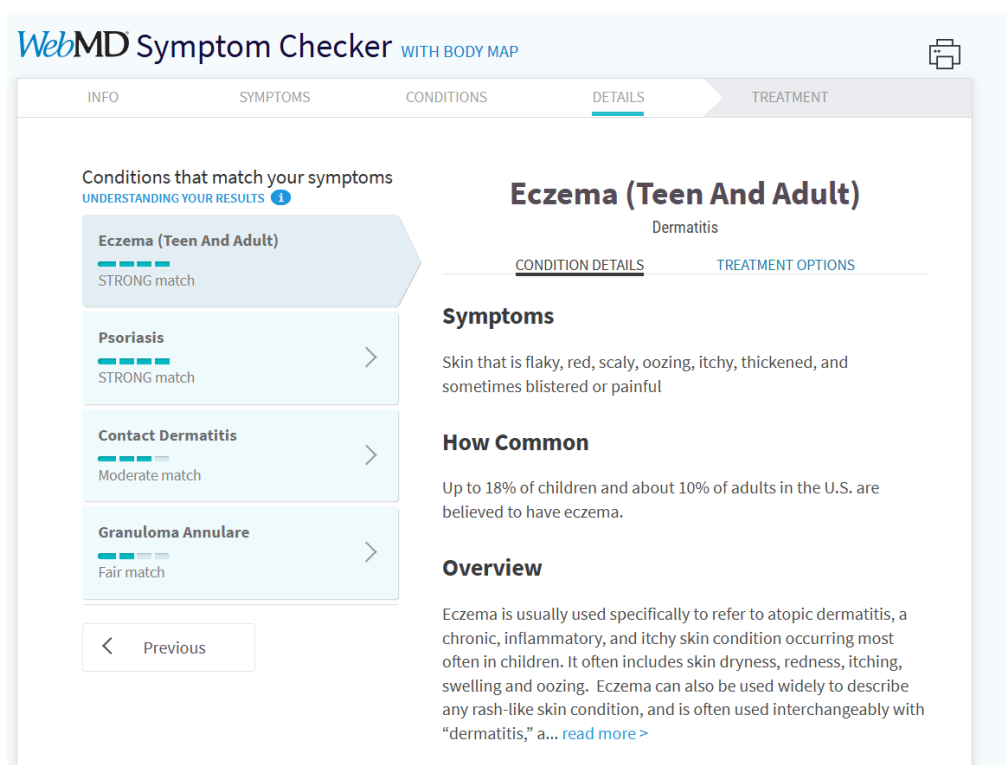 WebMD Symptom Checker WITH BODY MAP
INFO SYMPTOMS CONDITIONS DETAILS TREATMENT
Conditions that match your symptoms
UNDERSTANDING YOUR RESULTS i
Eczema (Teen And Adult)
STRONG match
Psoriasis
STRONG match
Contact Dermatitis
Moderate match
Granuloma Annulare
Fair match
Previous
Eczema (Teen And Adult)
Dermatitis
CONDITION DETAILS TREATMENT OPTIONS
Symptoms
Skin that is flaky, red, scaly, oozing, itchy, thickened, and
sometimes blistered or painful
How Common
Up to 18% of children and about 10% of adults in the U.S. are
believed to have eczema.
Overview
Eczema is usually used specifically to refer to atopic dermatitis, a
chronic, inflammatory, and itchy skin condition occurring most
often in children. It often includes skin dryness, redness, itching,
swelling and oozing.  Eczema can also be used widely to describe
any rash-like skin condition, and is often used interchangeably with
“dermatitis,” a... read more >